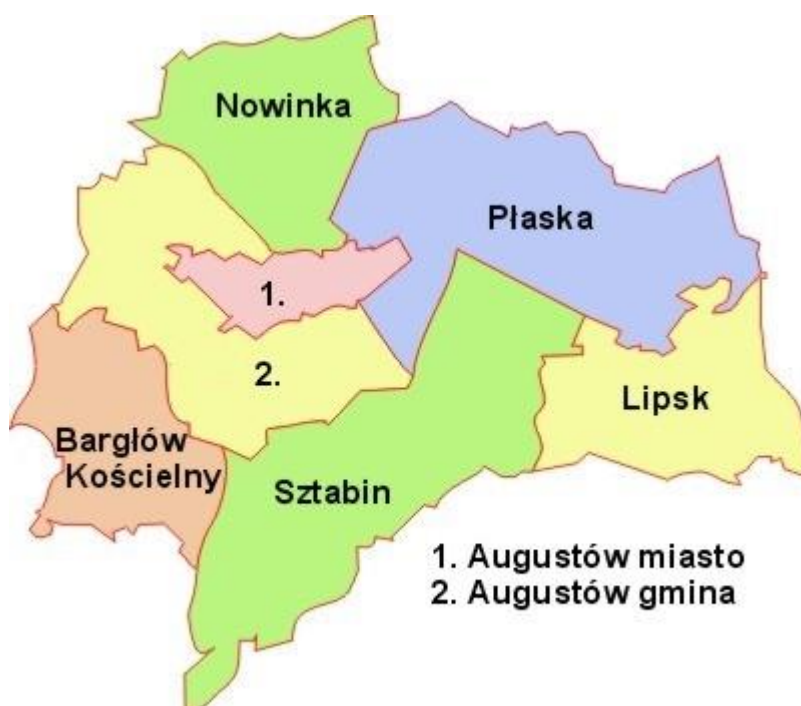 Nowinka
Płaska
1.
2.
Lipsk
Bargłów
Kościelny
Sztabin
1. Augustów miasto
2. Augustów gmina